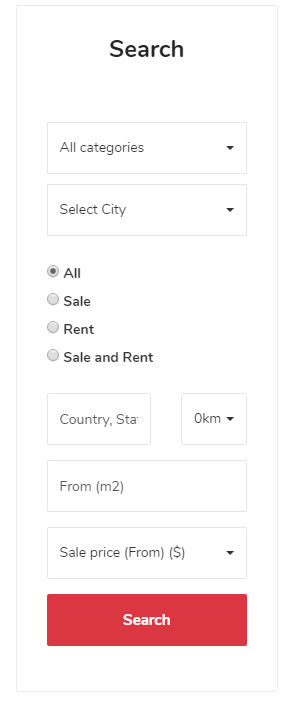 Search
All categories
Select City
All
Sale
Rent
Sale and Rent
Country, Sta
0km
From (m2)
Sale price (From) ($)
Search